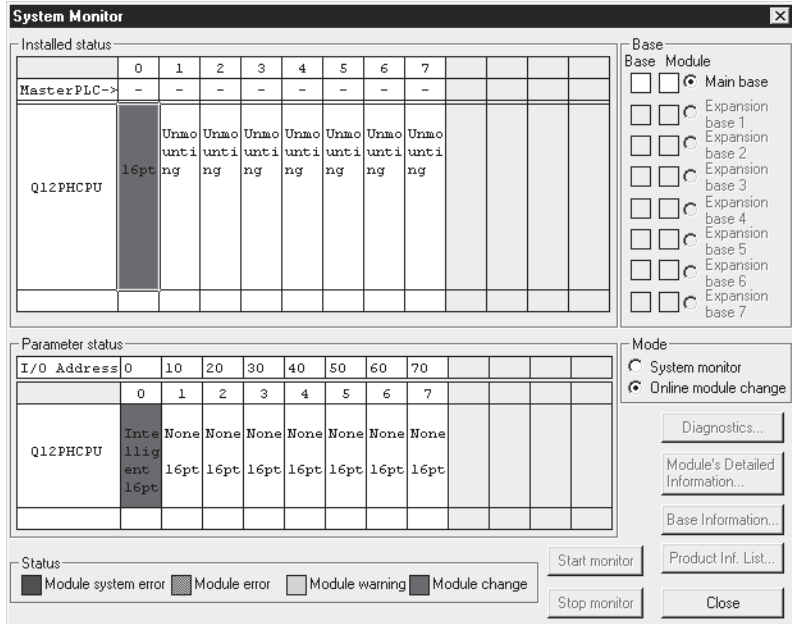 System Monitor
Installed status
0 1 2 3 4 5 6 7
MasterPLC-> - - - - - - - -
Q12PHCPU
16pt
Unmo Unmo Unmo Unmo Unmo Unmo Unmo
unti unti unti unti unti unti unti
ng ng ng ng ng ng ng
Base
Base Module
Main base
Expansion
base 1
Expansion
base 2
Expansion
base 3
Expansion
base 4
Expansion
base 5
Expansion
base 6
Expansion
base 7
Parameter status
I/O Address 0 10 20 30 40 50 60 70
0 1 2 3 4 5 6 7
Q12PHCPU
Inte
llig
ent
16pt
None None None None None None None
16pt 16pt 16pt 16pt 16pt 16pt 16pt
Mode
System monitor
Online module change
Diagnostics...
Module's Detailed
Information...
Base Information...
Product Inf. List...
Status
Module system error Module error Module warning Module change
Start monitor
Stop monitor
Close